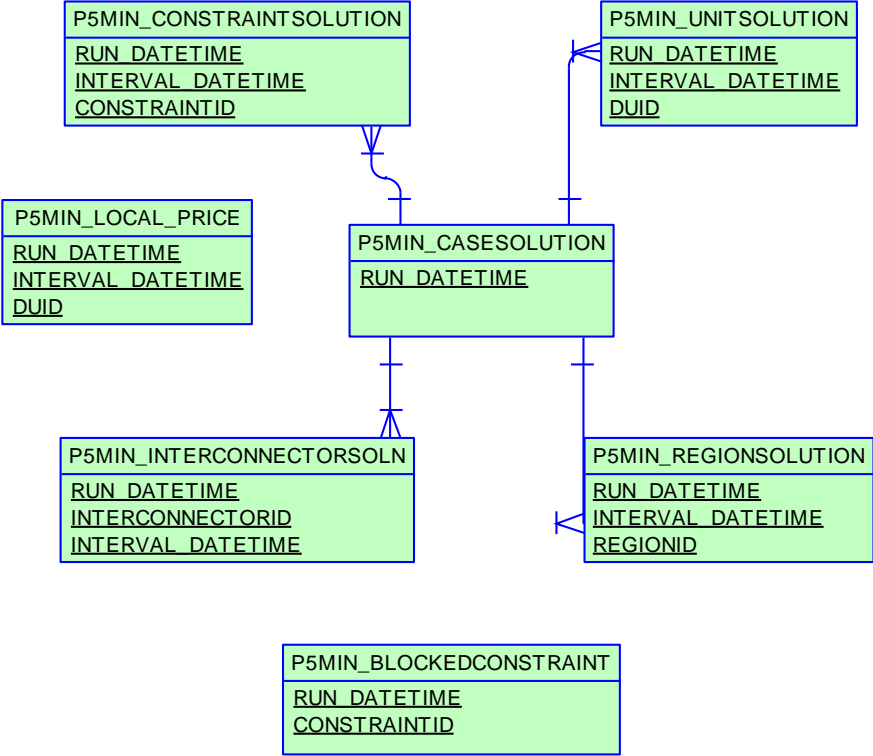 P5MIN_CONSTRAINTSOLUTION
RUN_DATETIME
INTERVAL_DATETIME
CONSTRAINTID
P5MIN_UNITSOLUTION
RUN_DATETIME
INTERVAL_DATETIME
DUID
P5MIN_LOCAL_PRICE
RUN_DATETIME
INTERVAL_DATETIME
DUID
P5MIN_CASESOLUTION
RUN_DATETIME
P5MIN_INTERCONNECTORSOLN
RUN_DATETIME
INTERCONNECTORID
INTERVAL_DATETIME
P5MIN_REGIONSOLUTION
RUN_DATETIME
INTERVAL_DATETIME
REGIONID
P5MIN_BLOCKEDCONSTRAINT
RUN_DATETIME
CONSTRAINTID